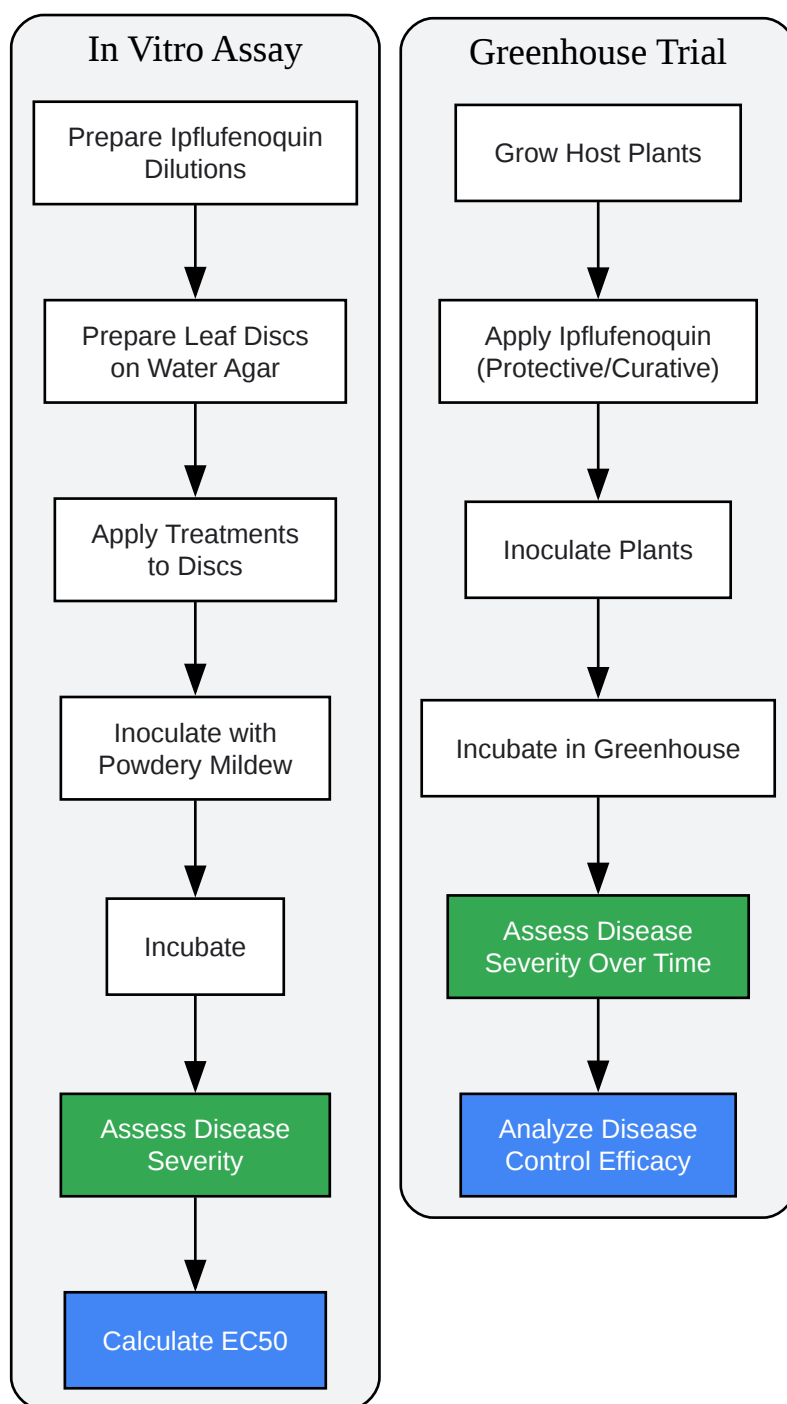 In Vitro Assay
Prepare Ipflufenoquin
Dilutions
Prepare Leaf Discs
on Water Agar
Apply Treatments
to Discs
Inoculate with
Powdery Mildew
Incubate
Assess Disease
Severity
Calculate EC50
Greenhouse Trial
Grow Host Plants
Apply Ipflufenoquin
(Protective/Curative)
Inoculate Plants
Incubate in Greenhouse
Assess Disease
Severity Over Time
Analyze Disease
Control Efficacy